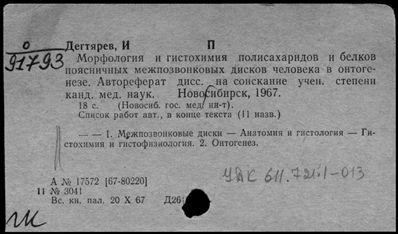 О
91793
Дегтярев, И П
Морфология и гистохимия полисахаридов и белков
поясничных межпозвонковых дисков человека в онтоге-
незе. Автореферат дисс. на соискание учен. степени
канд. мед. наук. Новосибирск, 1967.
18 с. (Новосиб. гос. мед. ин-т).
Список работ авт., в конце текста (11 назв.)
— — 1. Межпозвонковые диски — Анатомия и гистология — Ги-
стохимия и гистофизиология. 2. Онтогенез.
А № 17572 [67-80220]
11 № 3041
УДК 611.721.1-013
Вс. кн. пал. 20 X 67 Д261